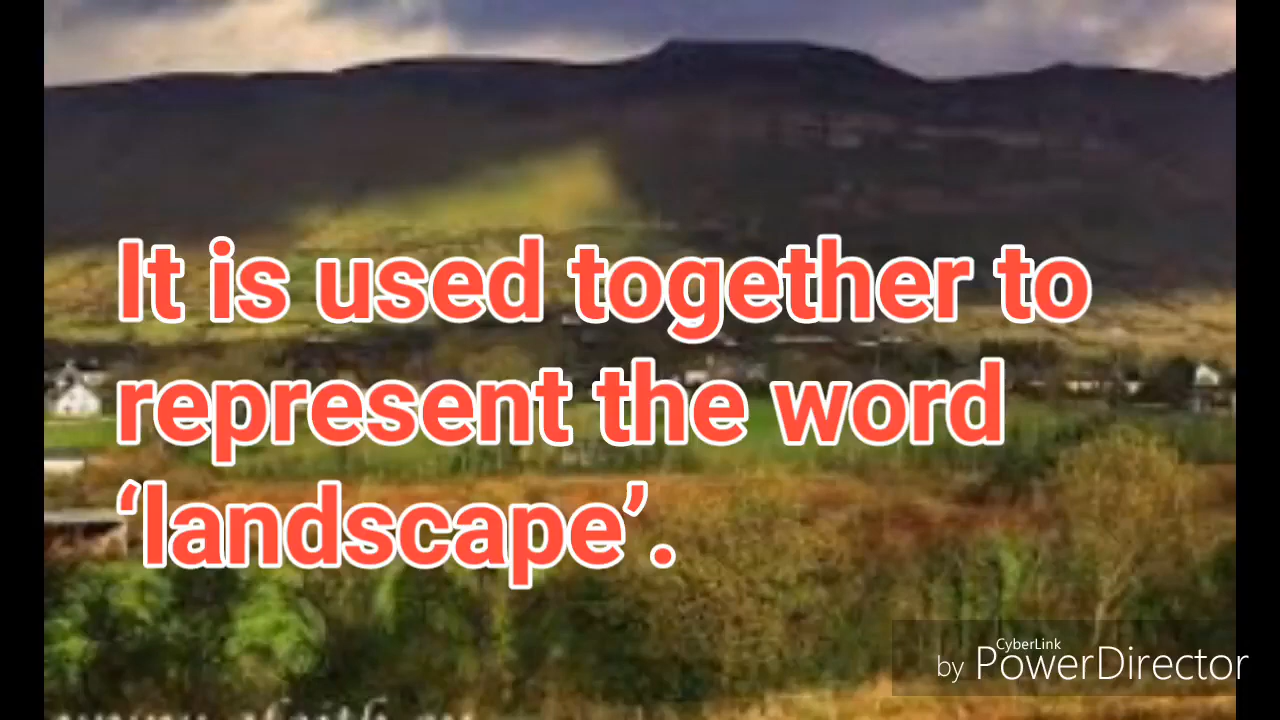 It is used together to
represent the word
‘landscape’.
CyberLink
by PowerDirector